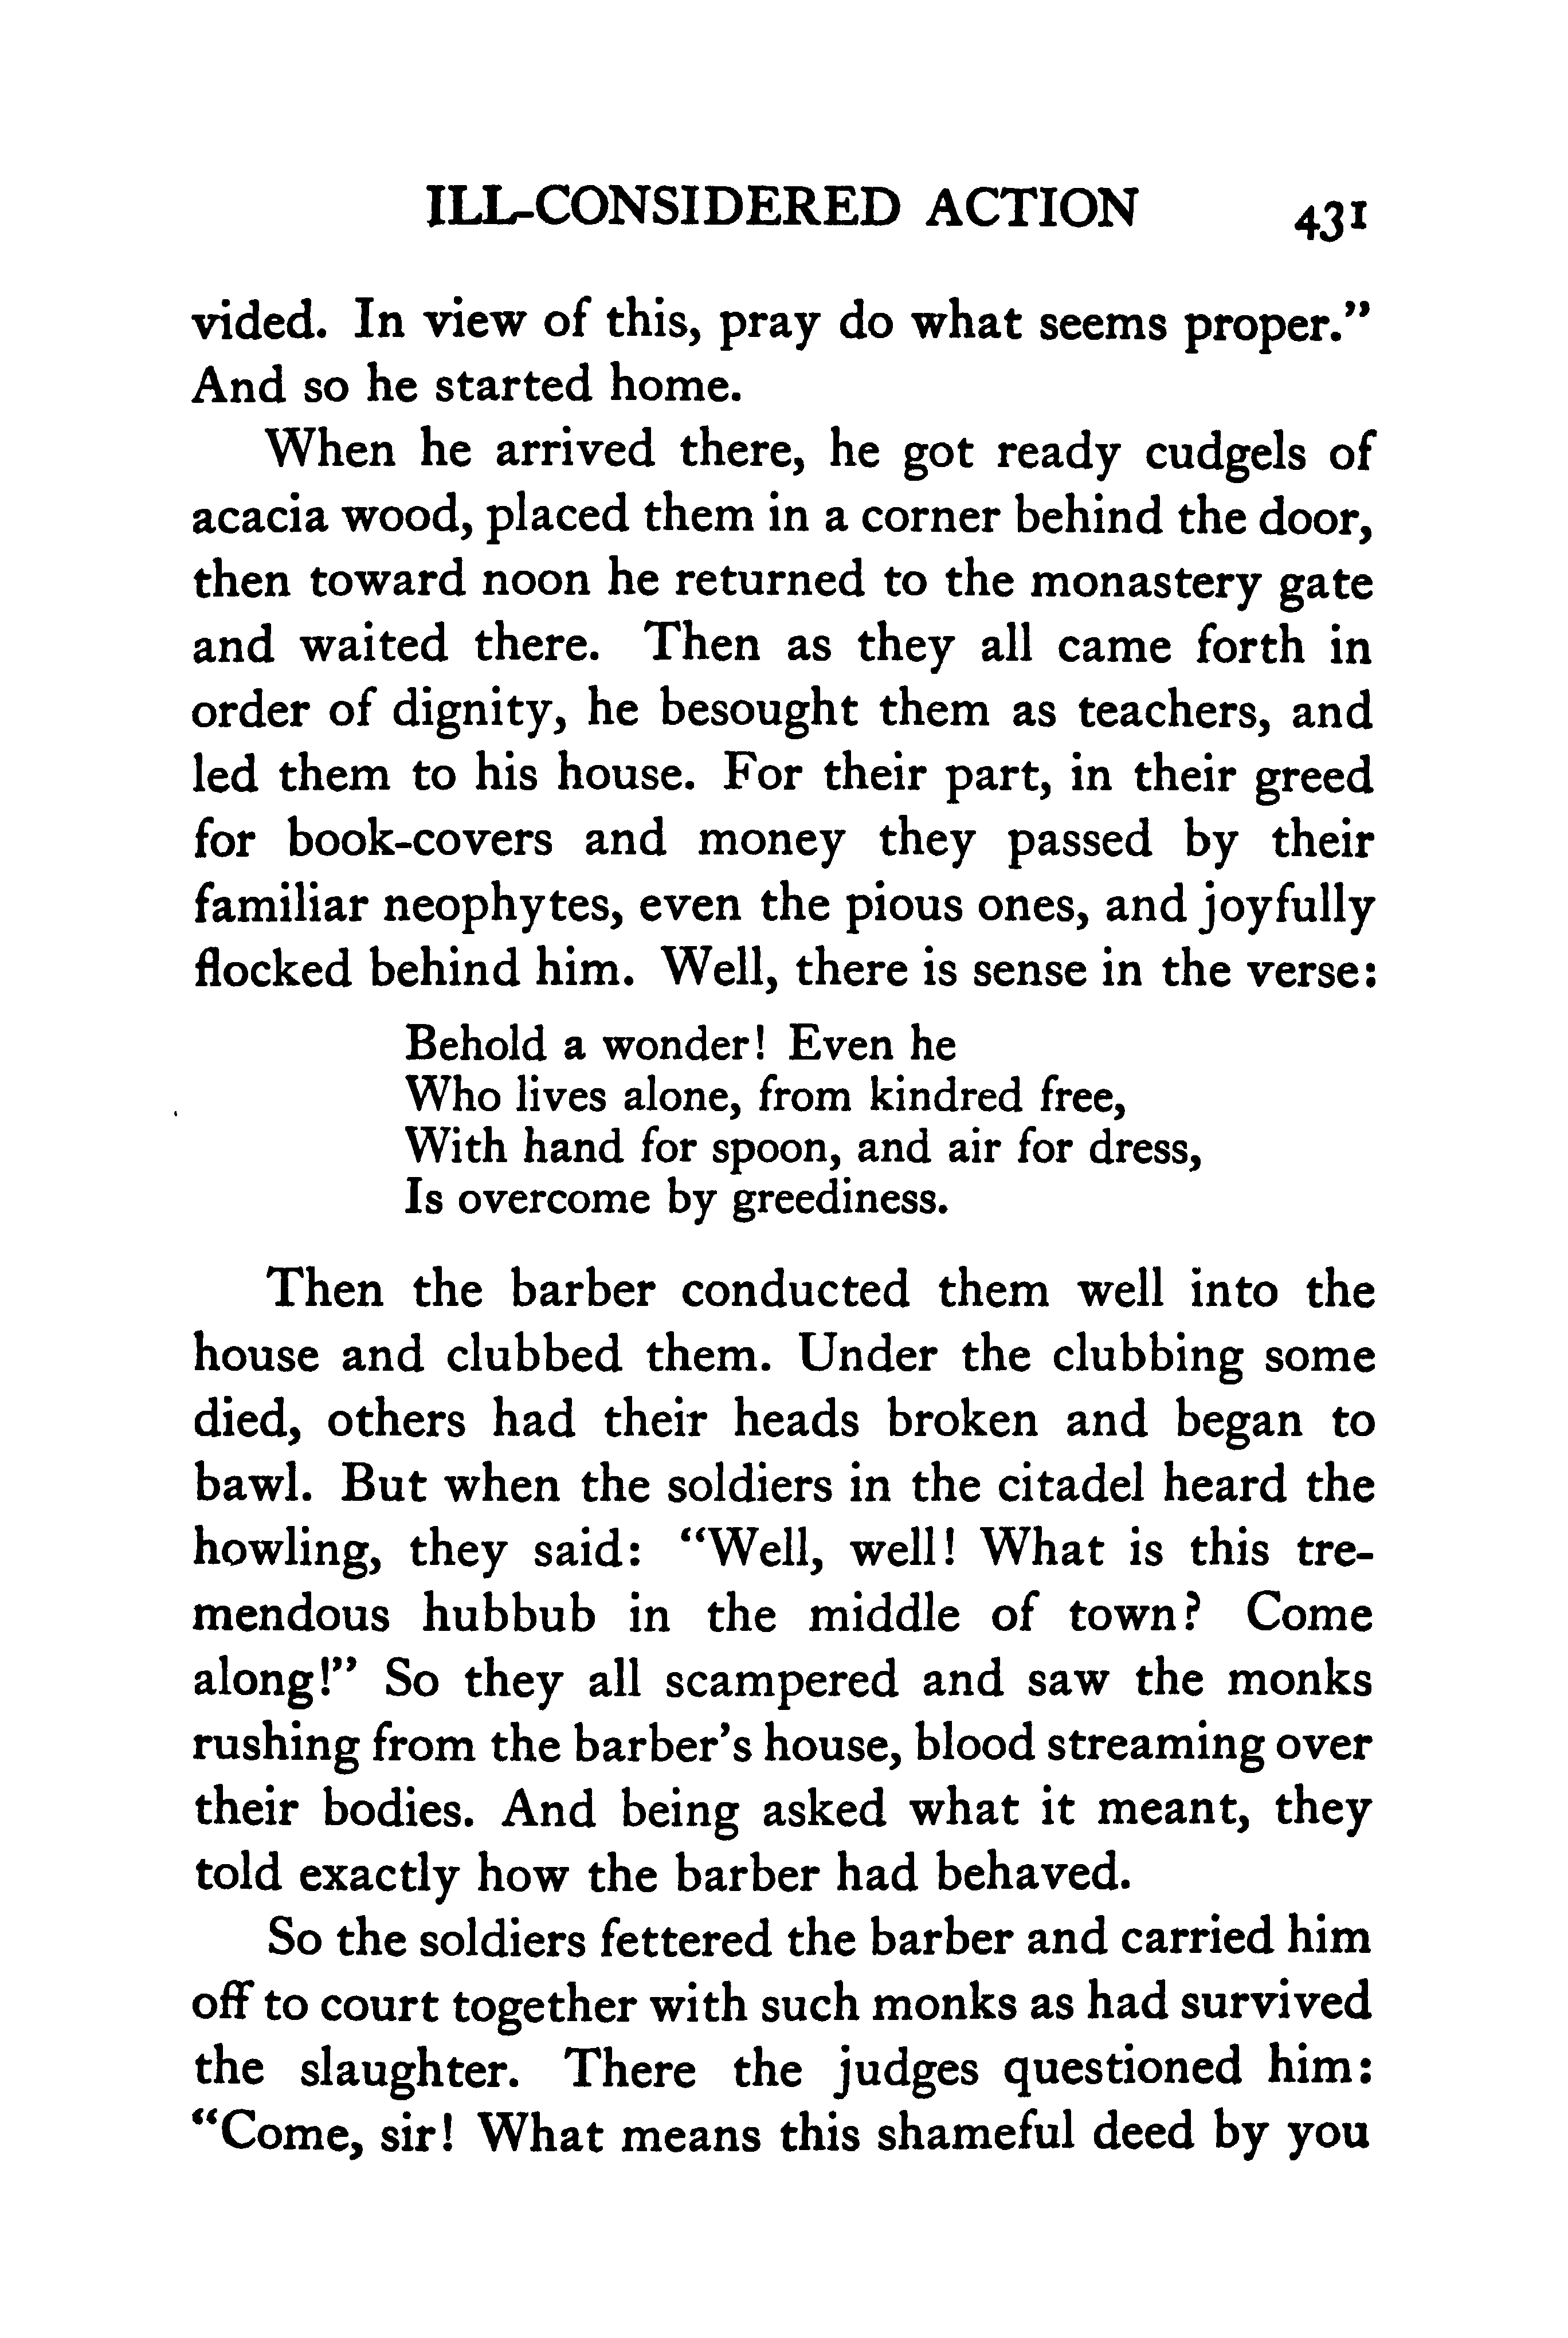 ILL-CONSIDERED ACTION 431
vided. In view of this, pray do what seems proper.”
And so he started home.
When he arrived there, he got ready cudgels of
acacia wood, placed them in a corner behind the door,
then toward noon he returned to the monastery gate
and waited there. Then as they all came forth in
order of dignity, he besought them as teachers, and
led them to his house. For their part, in their greed
for book-covers and money they passed by their
familiar neophytes, even the pious ones, and joyfully
flocked behind him. Well, there is sense in the verse:
Behold a wonder! Even he
Who lives alone, from kindred free,
With hand for spoon, and air for dress,
Is overcome by greediness.
Then the barber conducted them well into the
house and clubbed them. Under the clubbing some
died, others had their heads broken and began to
bawl. But when the soldiers in the citadel heard the
howling, they said: “Well, well! What is this tre-
mendous hubbub in the middle of town? Come
along!” So they all scampered and saw the monks
rushing from the barber’s house, blood streaming over
their bodies. And being asked what it meant, they
told exactly how the barber had behaved.
So the soldiers fettered the barber and carried him
off to court together with such monks as had survived
the slaughter. There the judges questioned him:
“Come, sir! What means this shameful deed by you